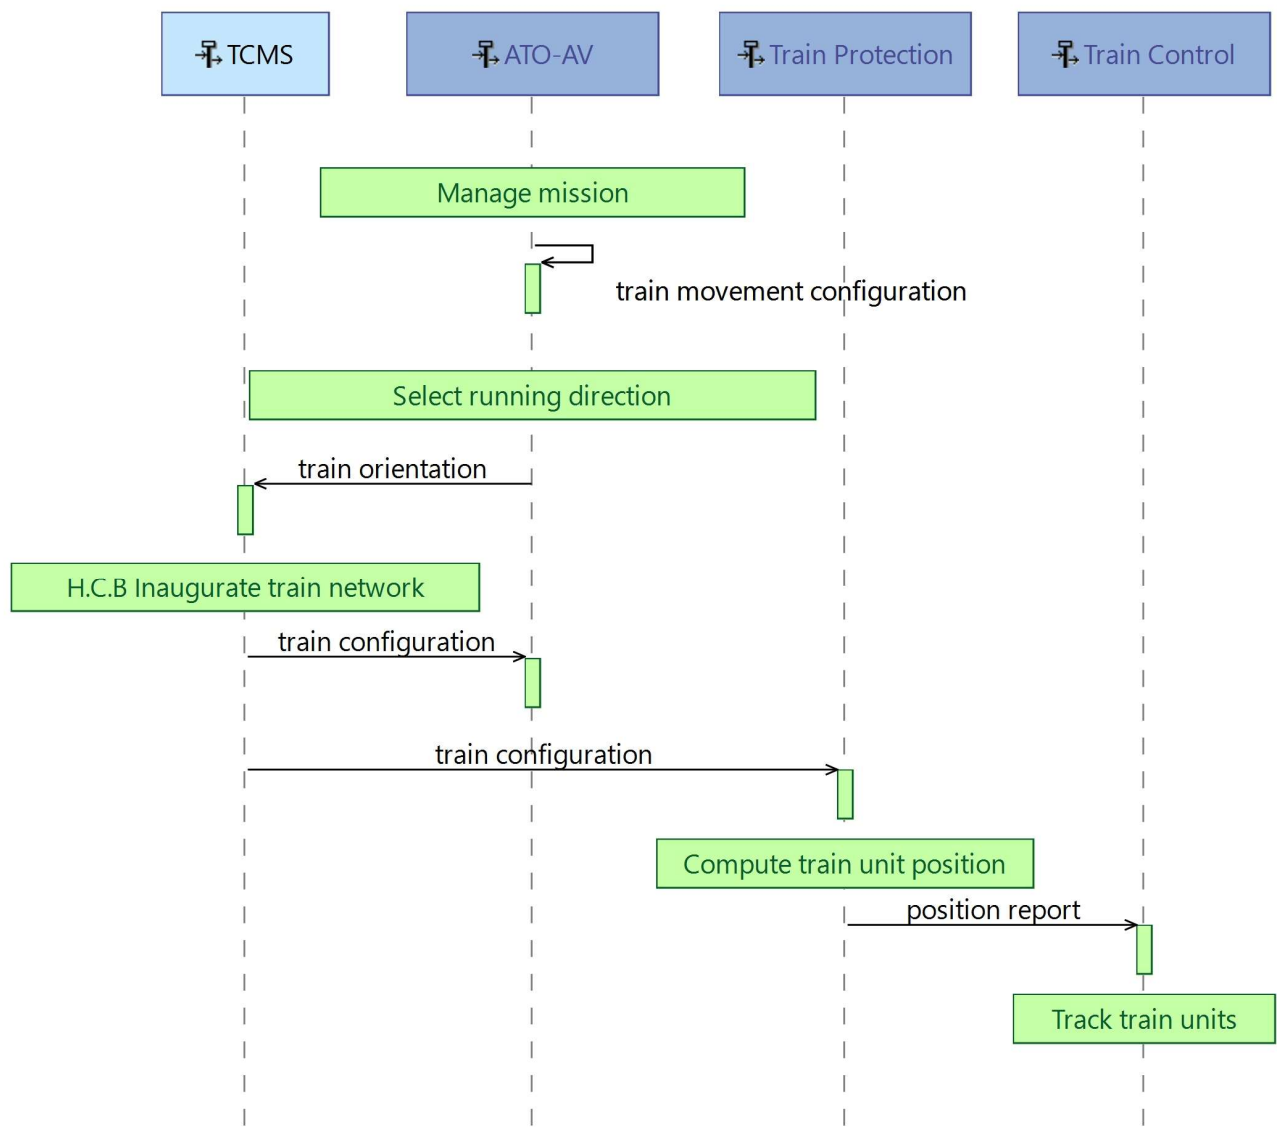 TCMS
ATO-AV
Train Protection
Train Control
Manage mission
train movement configuration
Select running direction
train orientation
H.C.B Inaugurate train network
train configuration
train configuration
Compute train unit position
position report
Track train units